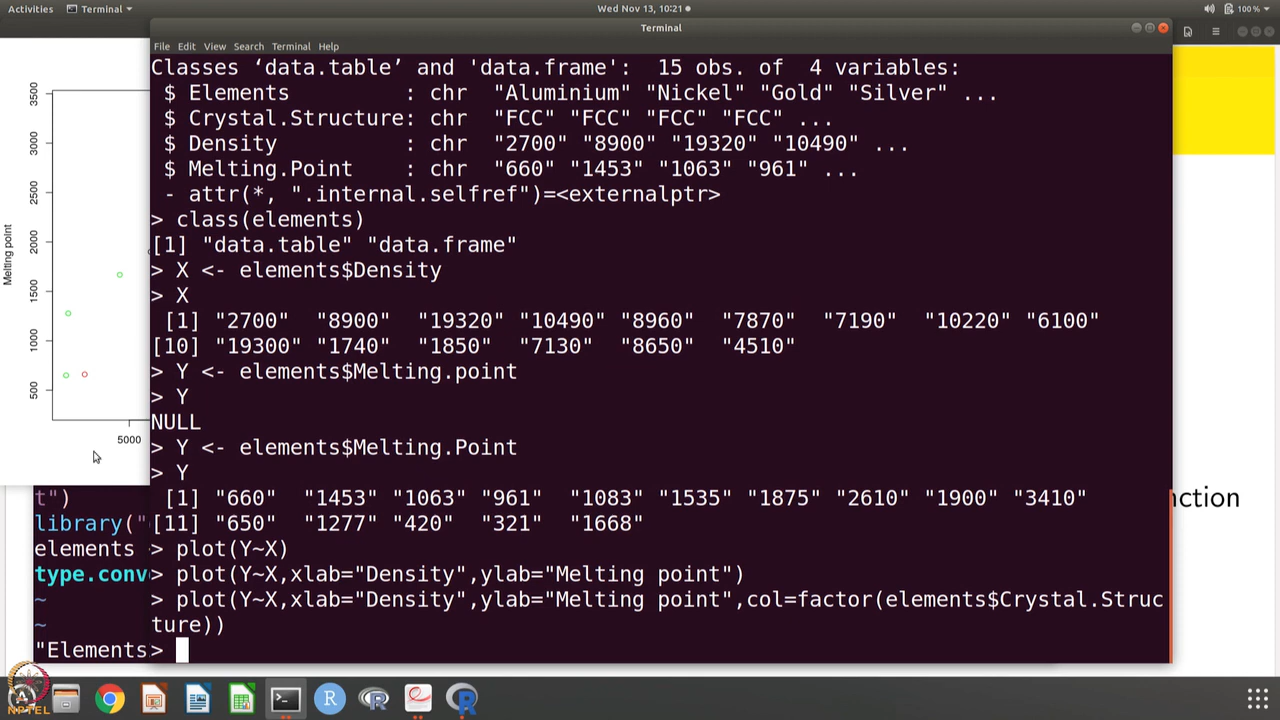 Activities Terminal Wed Nov 13, 10:21 100%
Terminal
File Edit View Search Terminal Help
Classes ‘data.table’ and 'data.frame': 15 obs. of 4 variables:
$ Elements : chr "Aluminium" "Nickel" "Gold" "Silver" ...
$ Crystal.Structure: chr "FCC" "FCC" "FCC" "FCC" ...
$ Density : chr "2700" "8900" "19320" "10490" ...
$ Melting.Point : chr "660" "1453" "1063" "961" ...
- attr(*, ".internal.selfref")=<externalptr>
> class(elements)
[1] "data.table" "data.frame"
> X <- elements$Density
> X
[1] "2700" "8900" "19320" "10490" "8960" "7870" "7190" "10220" "6100"
[10] "19300" "1740" "1850" "7130" "8650" "4510"
> Y <- elements$Melting.point
> Y
NULL
> Y <- elements$Melting.Point
> Y
[1] "660" "1453" "1063" "961" "1083" "1535" "1875" "2610" "1900" "3410"
[11] "650" "1277" "420" "321" "1668"
> plot(Y~X)
> plot(Y~X,xlab="Density",ylab="Melting point")
> plot(Y~X,xlab="Density",ylab="Melting point",col=factor(elements$Crystal.Struc
ture))
>
3500
3000
2500
2000
1500
1000
500
Melting point
5000
t")
library("
elements
type.conv
~
~
"Elements
nction
NPTEL